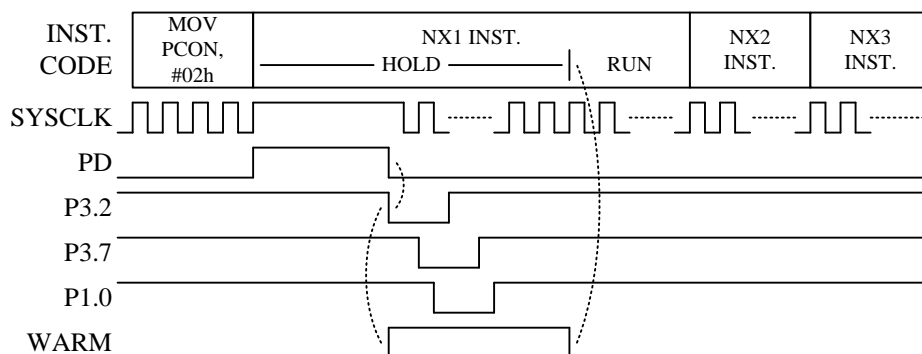 INST. CODE
MOV PCON, #02h
NX1 INST.
HOLD
RUN
NX2 INST.
NX3 INST.
SYSCLK
PD
P3.2
P3.7
P1.0
WARM